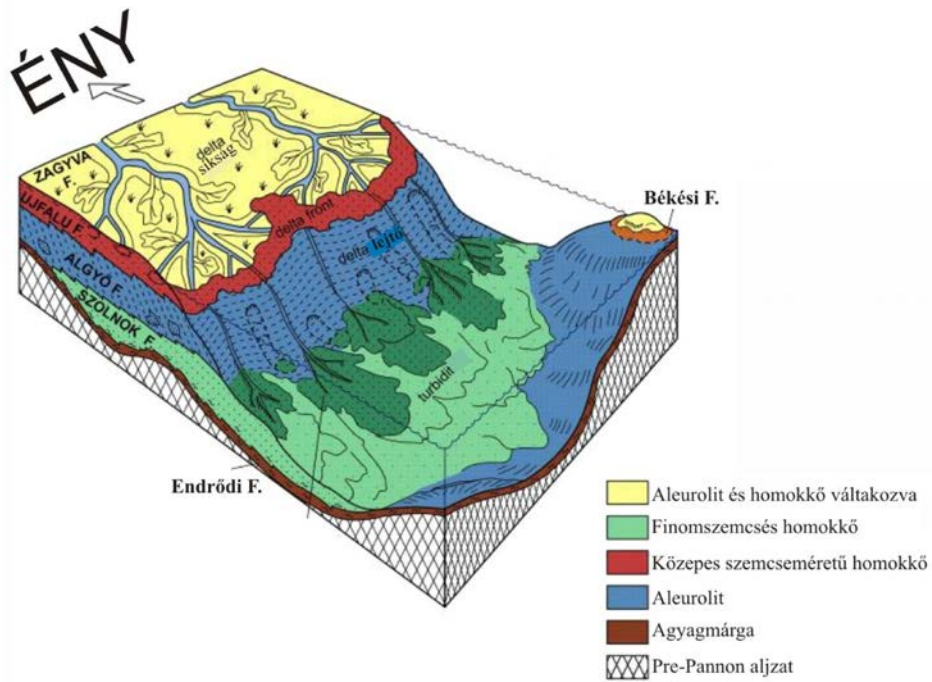 ÉNY
ZAGYVA
F.
delta
síkság
UJFALU F.
delta front
Békési F.
delta lejtő
ALGYŐ F.
SZOLNOK F.
turbidit
Endrődi F.
Aleurolit és homokkő váltakozva
Finomszemcsés homokkő
Közepes szemcseméretű homokkő
Aleurolit
Agyagmárga
Pre-Pannon aljzat